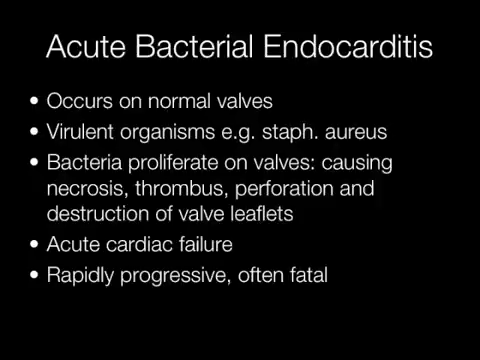 Acute Bacterial Endocarditis
• Occurs on normal valves
• Virulent organisms e.g. staph. aureus
• Bacteria proliferate on valves: causing
necrosis, thrombus, perforation and
destruction of valve leaflets
• Acute cardiac failure
• Rapidly progressive, often fatal